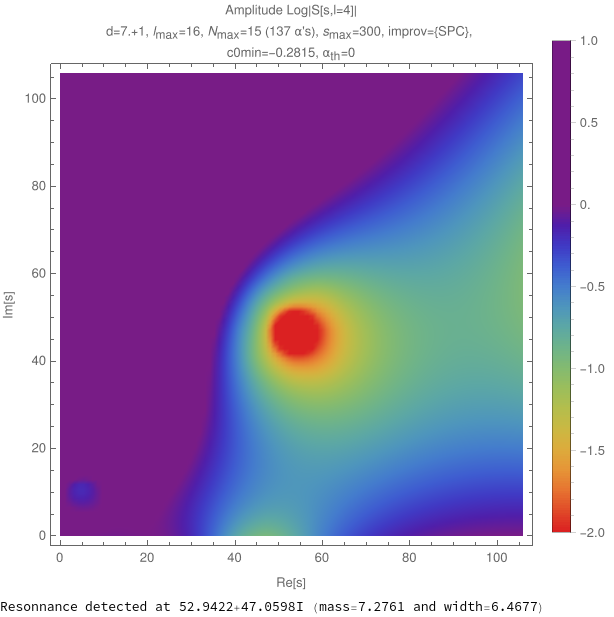 Amplitude Log|S[s,l=4]|
d=7.+1, lmax=16, Nmax=15 (137 α's), smax=300, improv={SPC},
c0min=−0.2815, αth=0
100
80
60
40
20
0
Im[s]
0 20 40 60 80 100
Re[s]
1.0
0.5
0.
−0.5
−1.0
−1.5
−2.0
Resonnance detected at 52.9422+47.0598I (mass=7.2761 and width=6.4677)